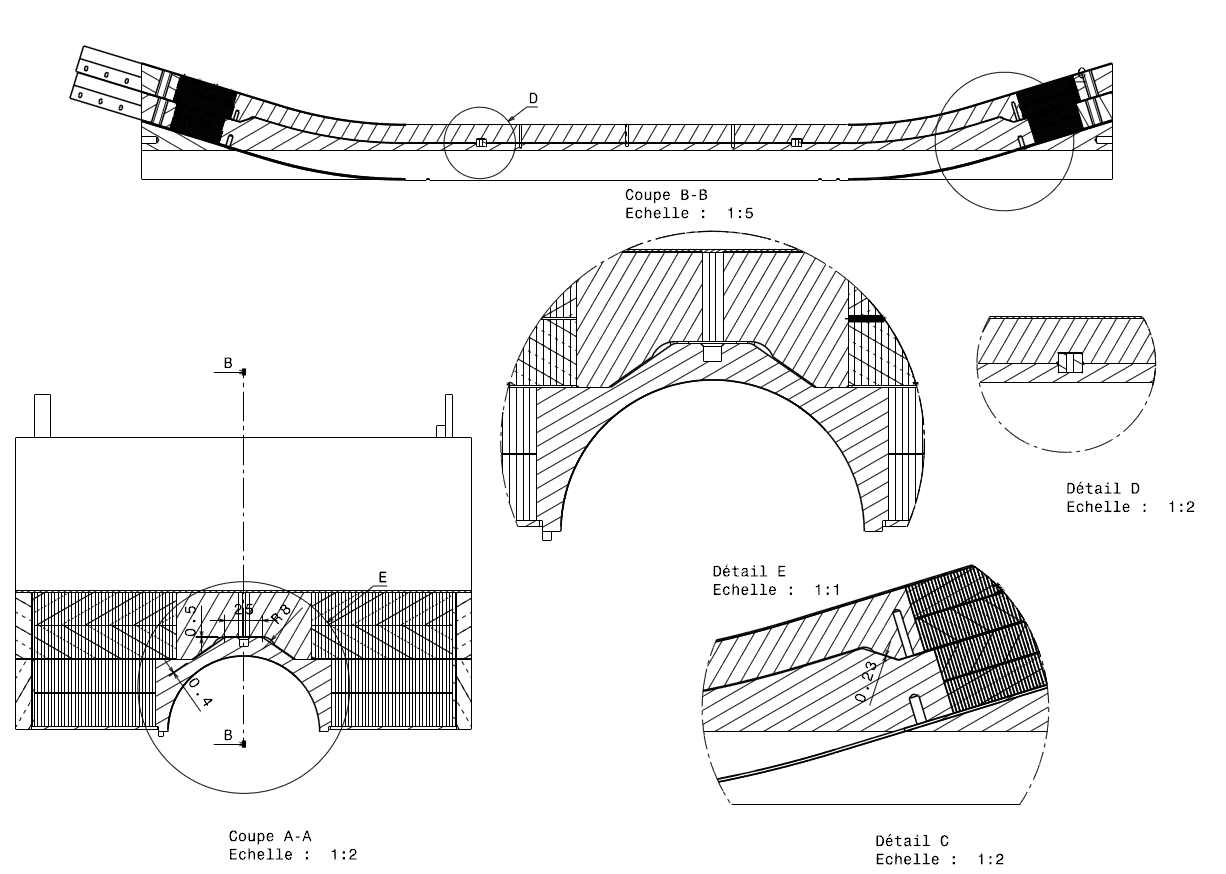 D
Coupe B-B
Echelle : 1:5
B
Détail D
Echelle : 1:2
E
0.5
25
R8
Détail E
Echelle : 1:1
0.23
0.4
B
Coupe A-A
Echelle : 1:2
Détail C
Echelle : 1:2